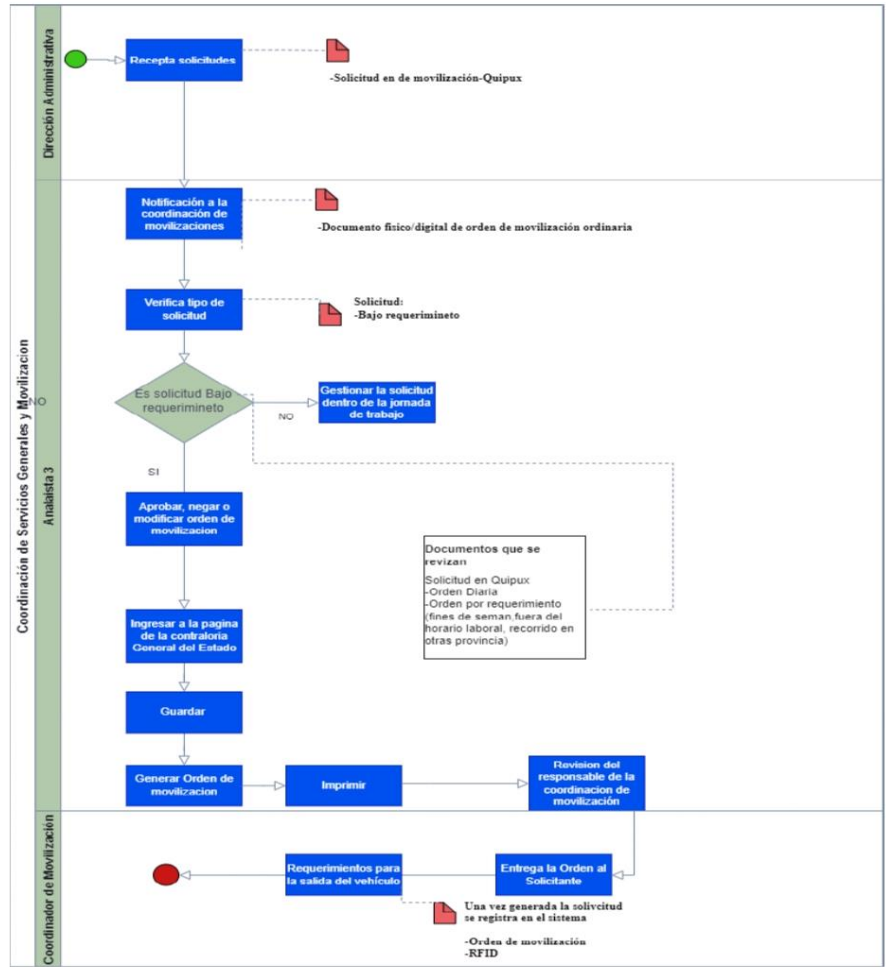 Coordinación de Servicios Generales y Movilizacion
Dirección Administrativa
Recepta solicitudes
-Solicitud en de movilización-Quipux
Analaista 3
Notificación a la
coordinación de
movilizaciones
-Documento fisico/digital de orden de movilización ordinaria
Verifica tipo de
solicitud
Solicitud:
-Bajo requerimineto
NO
Es solicitud Bajo
requerimineto
NO
Gestionar la solicitud
dentro de la jornada
de trabajo
SI
Aprobar, negar o
modificar orden de
movilizacion
Documentos que se
revizan
Solicitud en Quipux
-Orden Diaria
-Orden por requerimiento
(fines de seman,fuera del
horario laboral, recorrido en
otras provincia)
Ingresar a la pagina
de la contraloria
General del Estado
Guardar
Generar Orden de
movilizacion
Imprimir
Revision del
responsable de la
coordinacion de
movilización
Coordinador de Movilización
Requerimientos para
la salida del vehículo
Entrega la Orden al
Solicitante
Una vez generada la solivcitud
se registra en el sistema
-Orden de movilización
-RFID